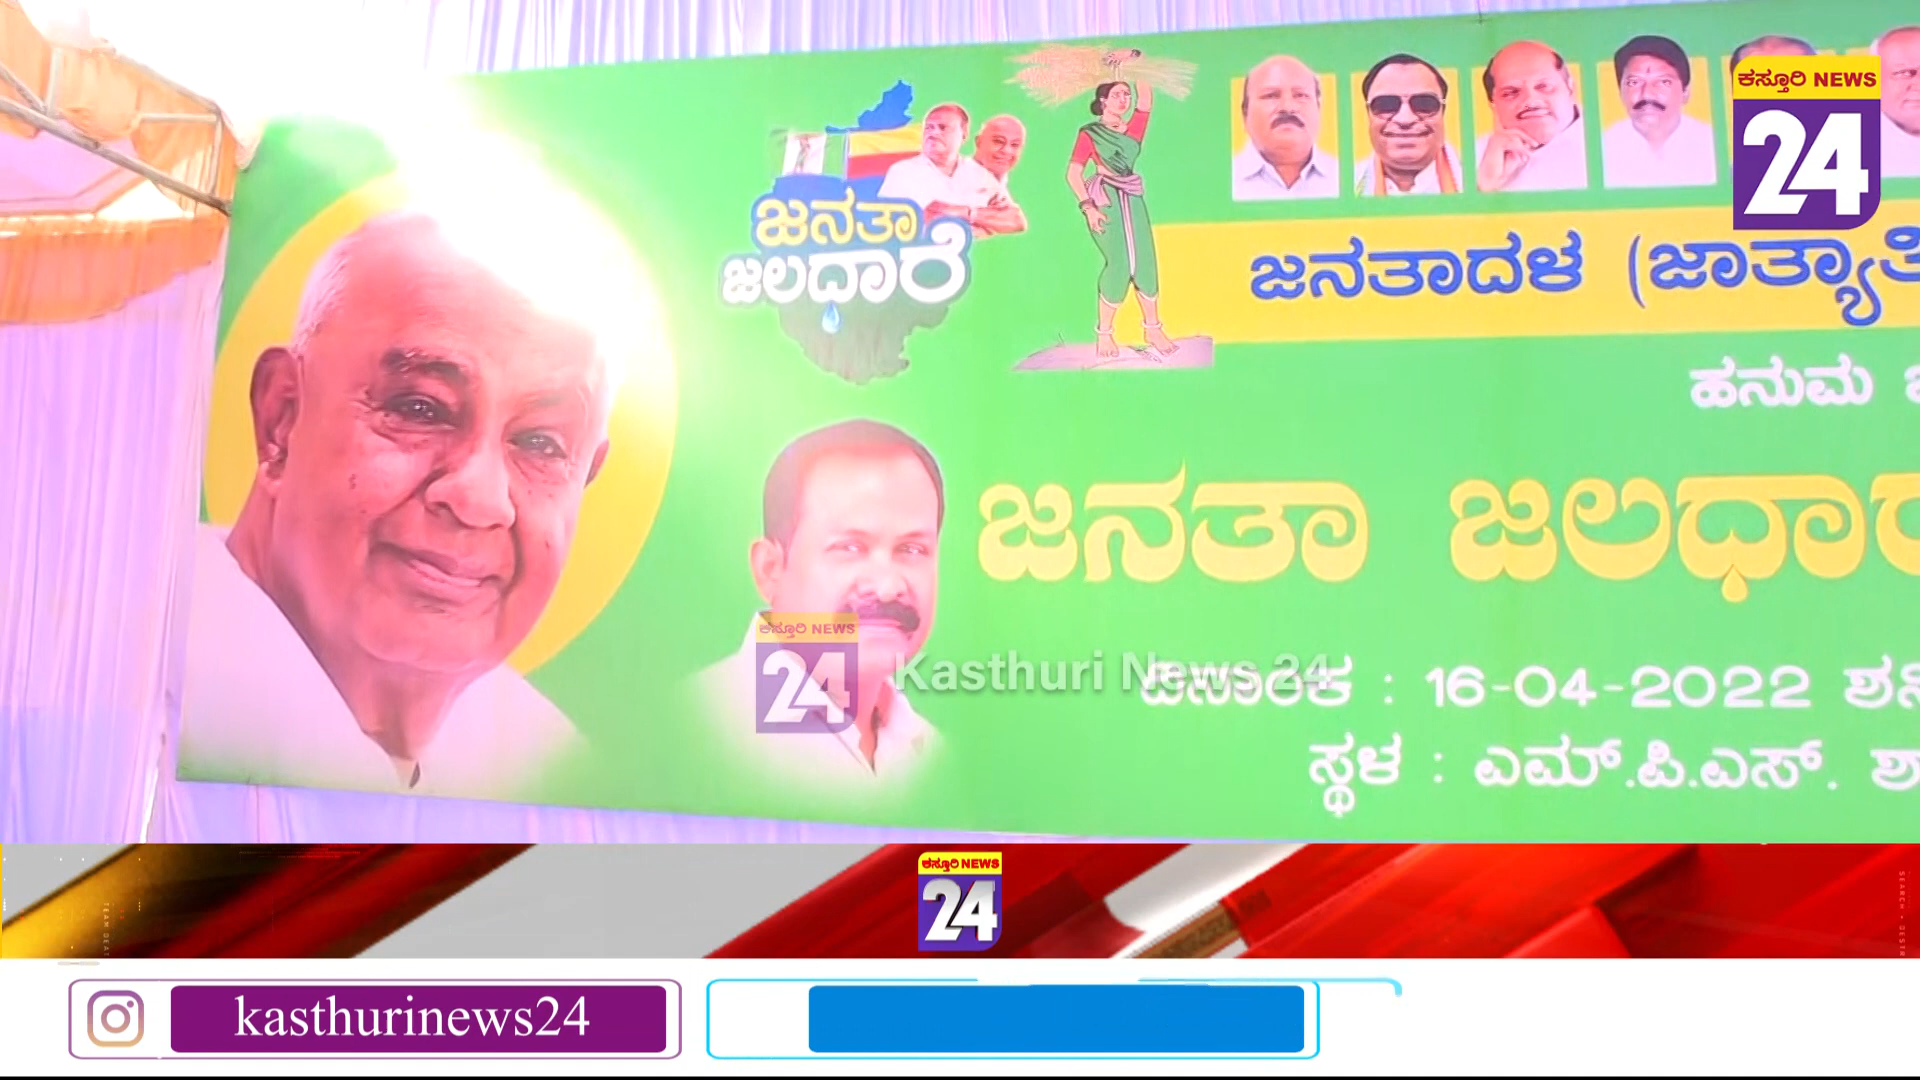 ಕಸ್ತೂರಿ NEWS
24
ಜನತಾ
ಜಲಧಾರೆ
ಜನತಾದಳ (ಜಾತ್ಯಾತಿ
ಹನುಮ
ಜನತಾ ಜಲಧಾರ
ಕಸ್ತೂರಿ NEWS
24
Kasthuri News 24
ದಿನಾಂಕ : 16-04-2022 ಶನಿ
ಸ್ಥಳ : ಎಮ್.ಪಿ.ಎಸ್. ಶಾ
ಕಸ್ತೂರಿ NEWS
24
kasthurinews24